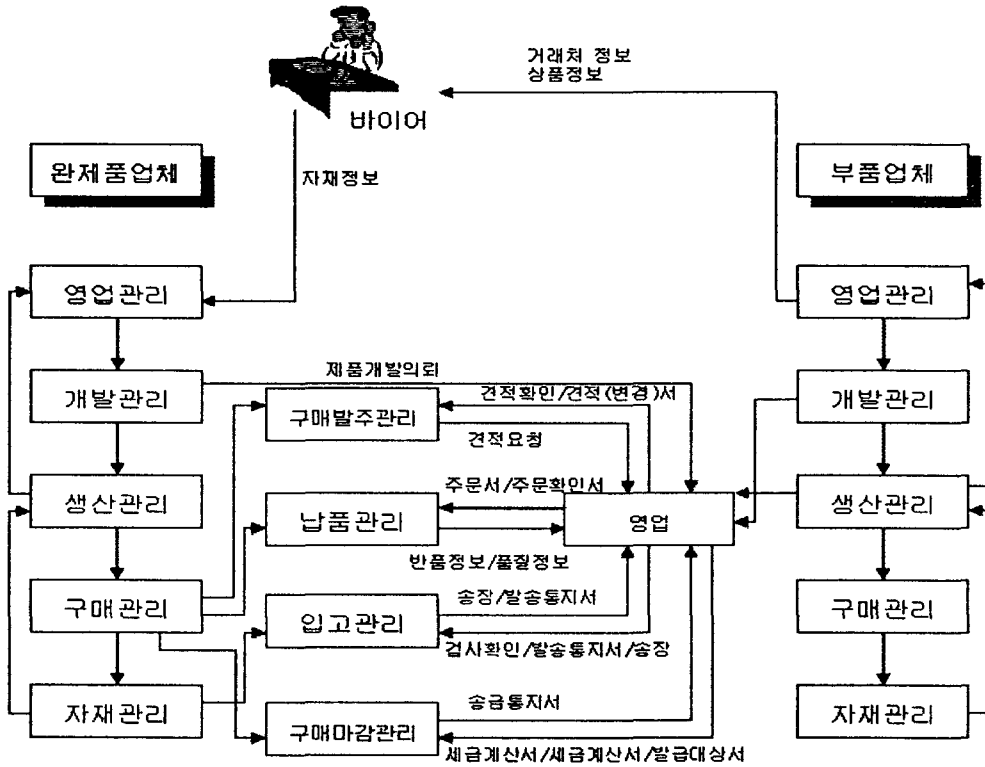 거래처 정보
상품정보
바이어
완제품업체
자재정보
부품업체
영업관리
영업관리
제품개발의뢰
개발관리
견적확인/견적(변경)서
개발관리
구매발주관리
견적요청
주문서/주문확인서
생산관리
납품관리
영업
생산관리
반품정보/품질정보
구매관리
송장/발송통지서
입고관리
구매관리
검사확인/발송통지서/송장
자재관리
송금통지서
구매마감관리
자재관리
세금계산서/세금계산서/발급대상서